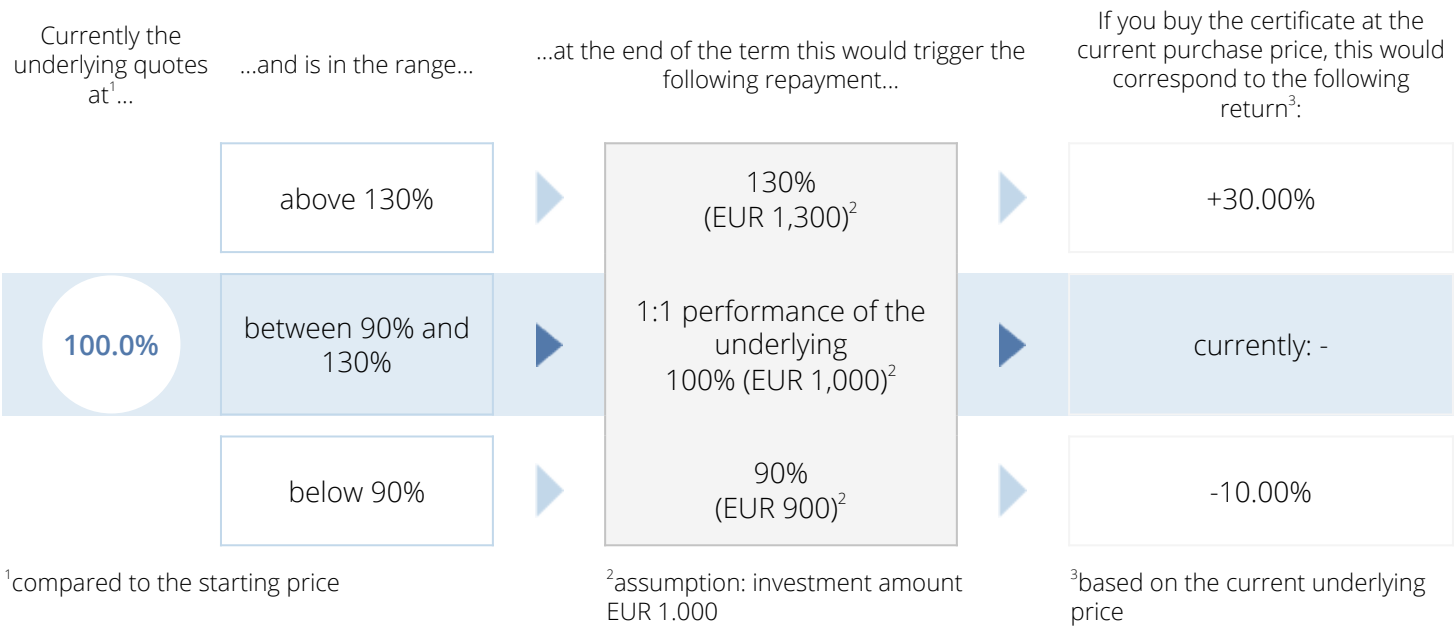 Currently the
underlying quotes
at¹...
...and is in the range...
...at the end of the term this would trigger the
following repayment...
If you buy the certificate at the
current purchase price, this would
correspond to the following
return³:
above 130%
130%
(EUR 1,300)²
+30.00%
100.0%
between 90% and
130%
1:1 performance of the
underlying
100% (EUR 1,000)²
currently: -
below 90%
90%
(EUR 900)²
-10.00%
¹compared to the starting price
²assumption: investment amount
EUR 1.000
³based on the current underlying
price